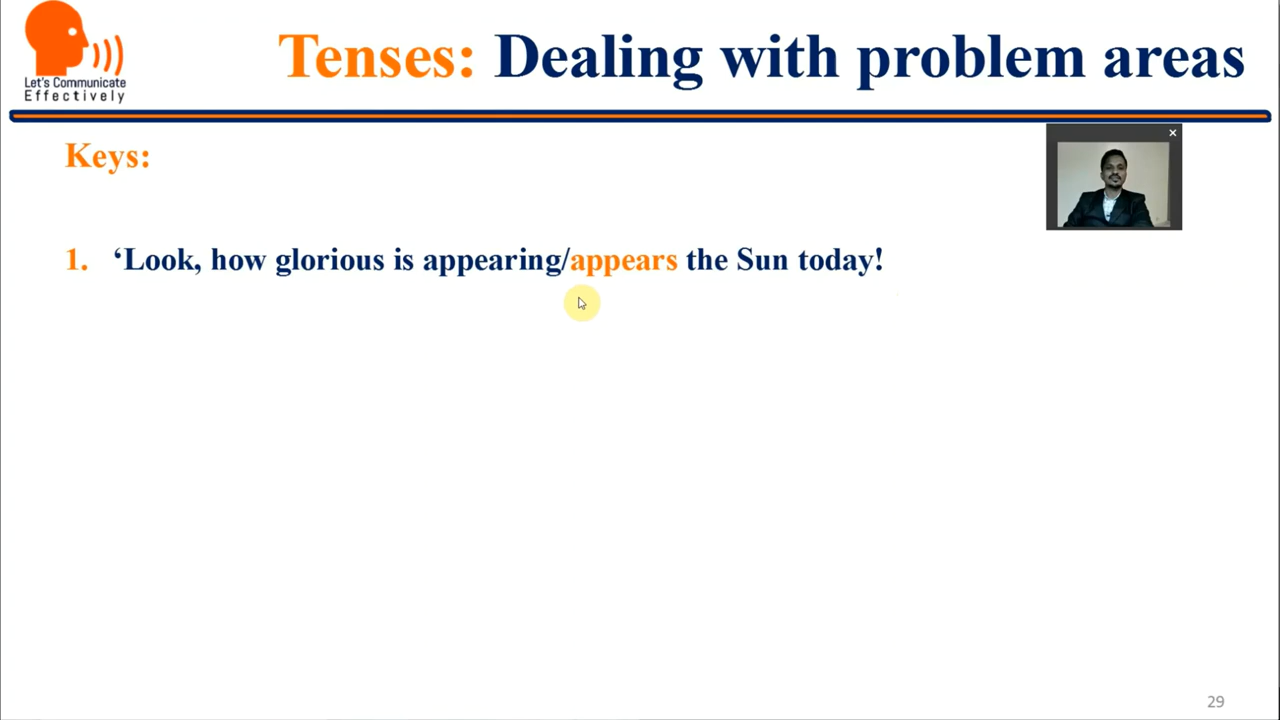 Let's Communicate
Effectively
Tenses: Dealing with problem areas
Keys:
1. ‘Look, how glorious is appearing/appears the Sun today!
29